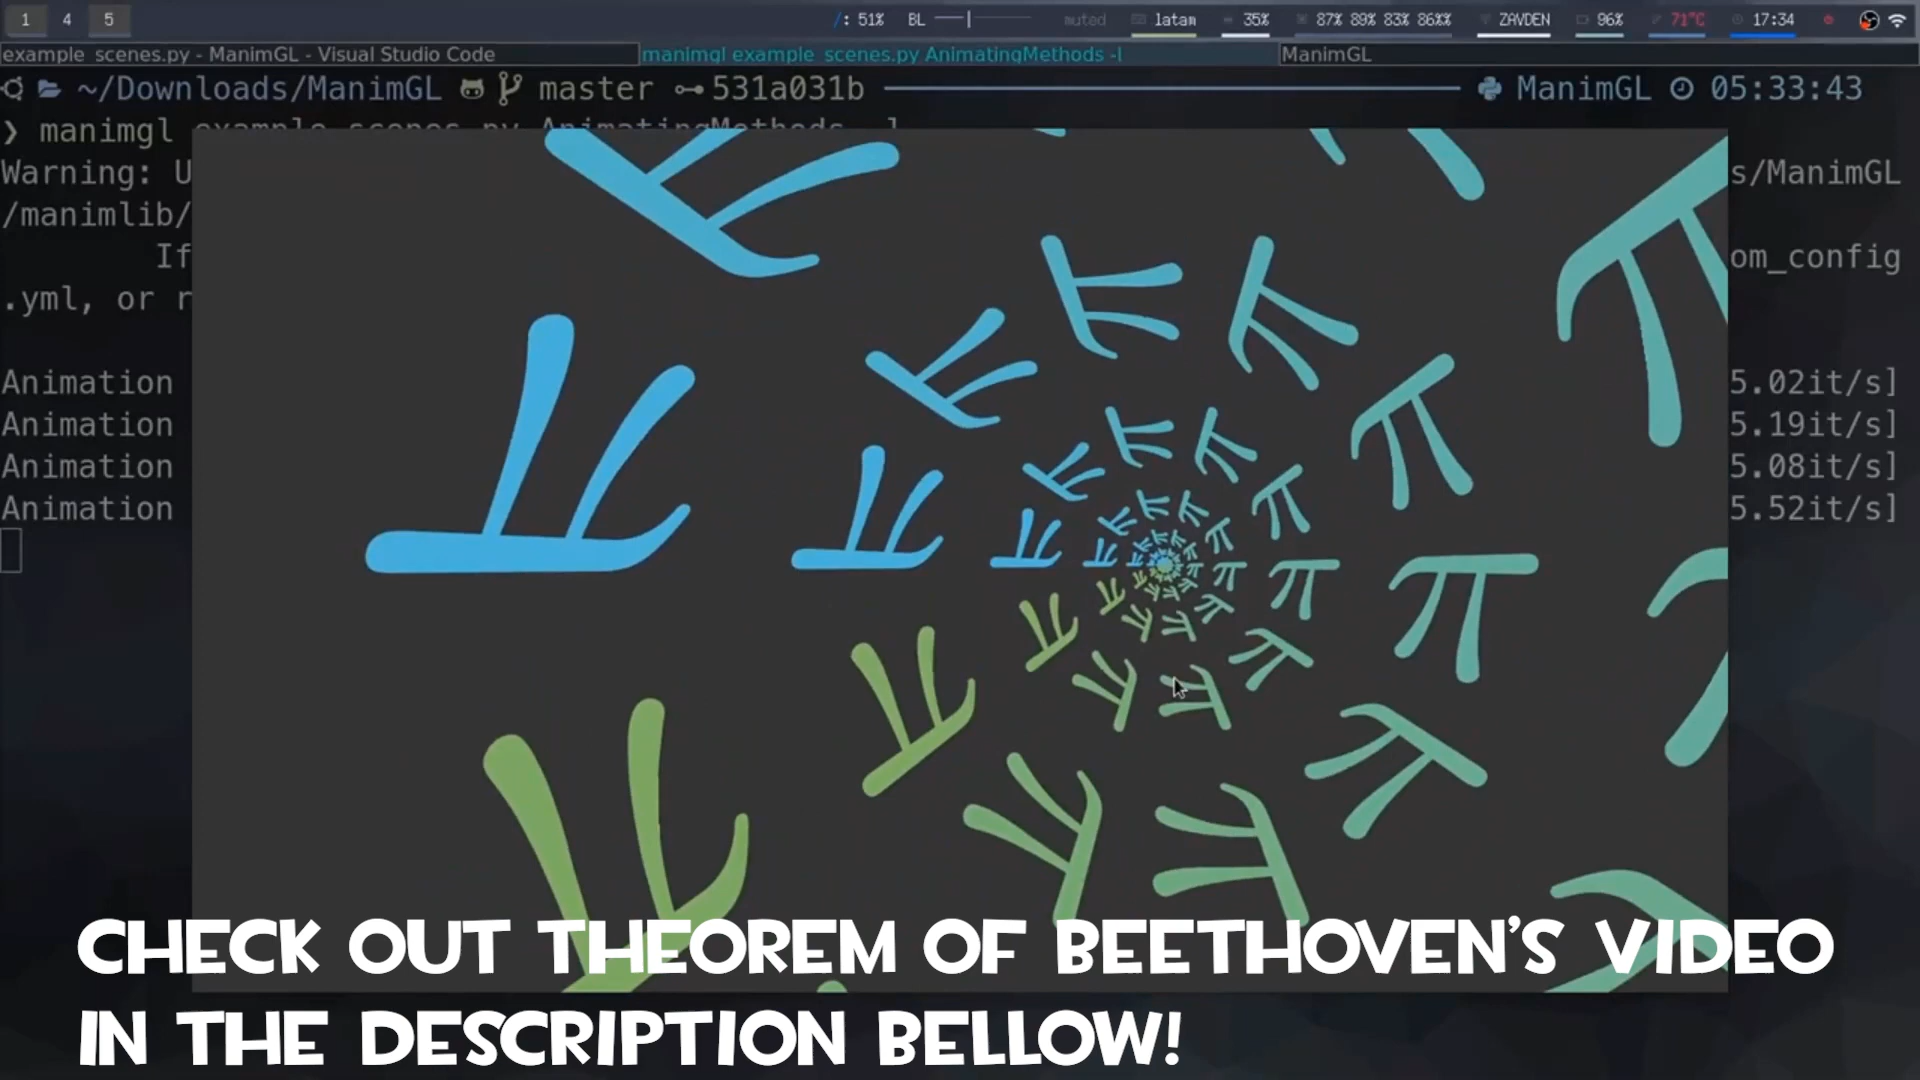 1 4 5 /: 51% BL muted latam 35% 87% 89% 83% 86%% ZAVDEN 96% 71°C 17:34
example_scenes.py - ManimGL - Visual Studio Code manimgl example_scenes.py AnimatingMethods -l ManimGL
~/Downloads/ManimGL master 531a031b ManimGL 05:33:43
❯ manimgl example_scenes.py AnimatingMethods -l
Warning: U s/ManimGL
/manimlib/
If om_config
.yml, or r
Animation 5.02it/s]
Animation 5.19it/s]
Animation 5.08it/s]
Animation 5.52it/s]
CHECK OUT THEOREM OF BEETHOVEN'S VIDEO
IN THE DESCRIPTION BELLOW!